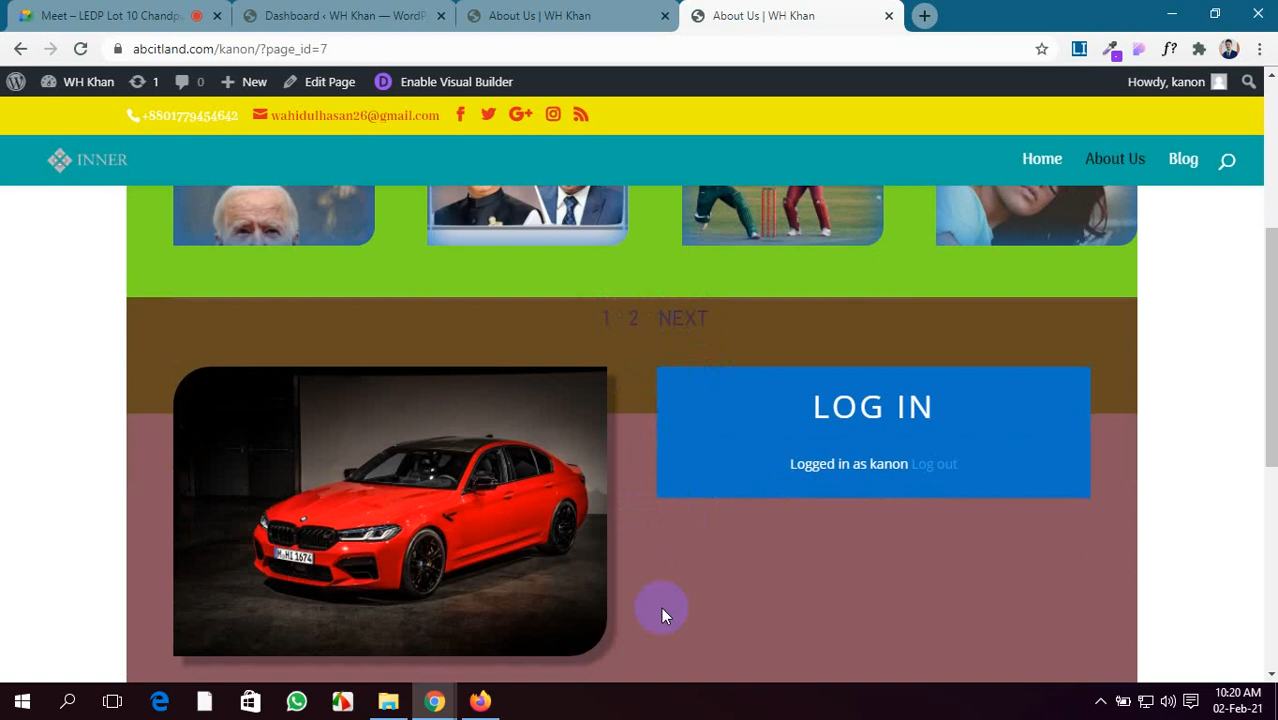 Meet – LEDP Lot 10 Chandp
Dashboard ‹ WH Khan — WordP
About Us | WH Khan
About Us | WH Khan
abcitland.com/kanon/?page_id=7
WH Khan
1
0
New
Edit Page
Enable Visual Builder
Howdy, kanon
+8801779454642
wahidulhasan26@gmail.com
INNER
Home
About Us
Blog
1 2 NEXT
LOG IN
Logged in as kanon Log out
M:HI 1674
10:20 AM
02-Feb-21